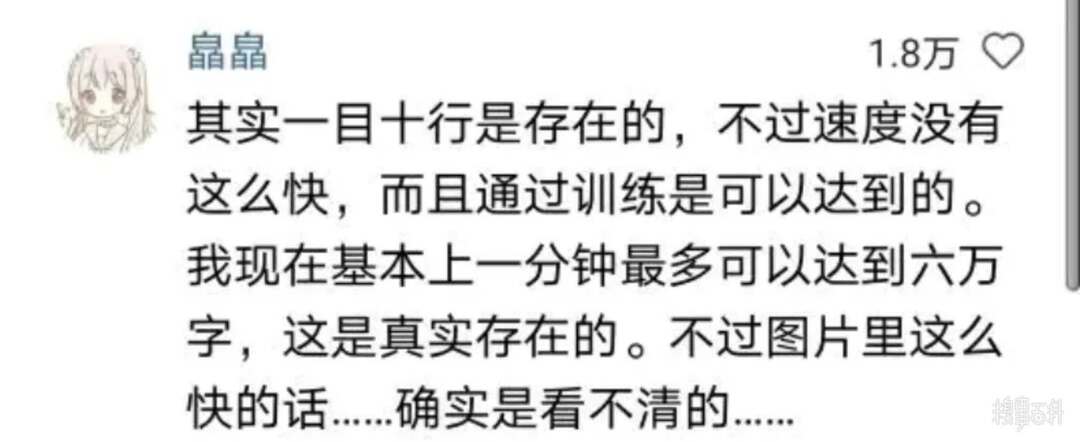 皛皛
1.8万
其实一目十行是存在的，不过速度没有
这么快，而且通过训练是可以达到的。
我现在基本上一分钟最多可以达到六万
字，这是真实存在的。不过图片里这么
快的话……确实是看不清的……